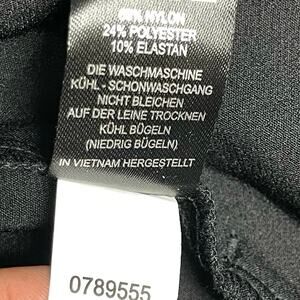 NYLON
24% POLYESTER
10% ELASTAN
DIE WASCHMASCHINE
KÜHL - SCHONWASCHGANG
NICHT BLEICHEN
AUF DER LEINE TROCKNEN
KÜHL BÜGELN
(NIEDRIG BÜGELN)
IN VIETNAM HERGESTELLT
0789555